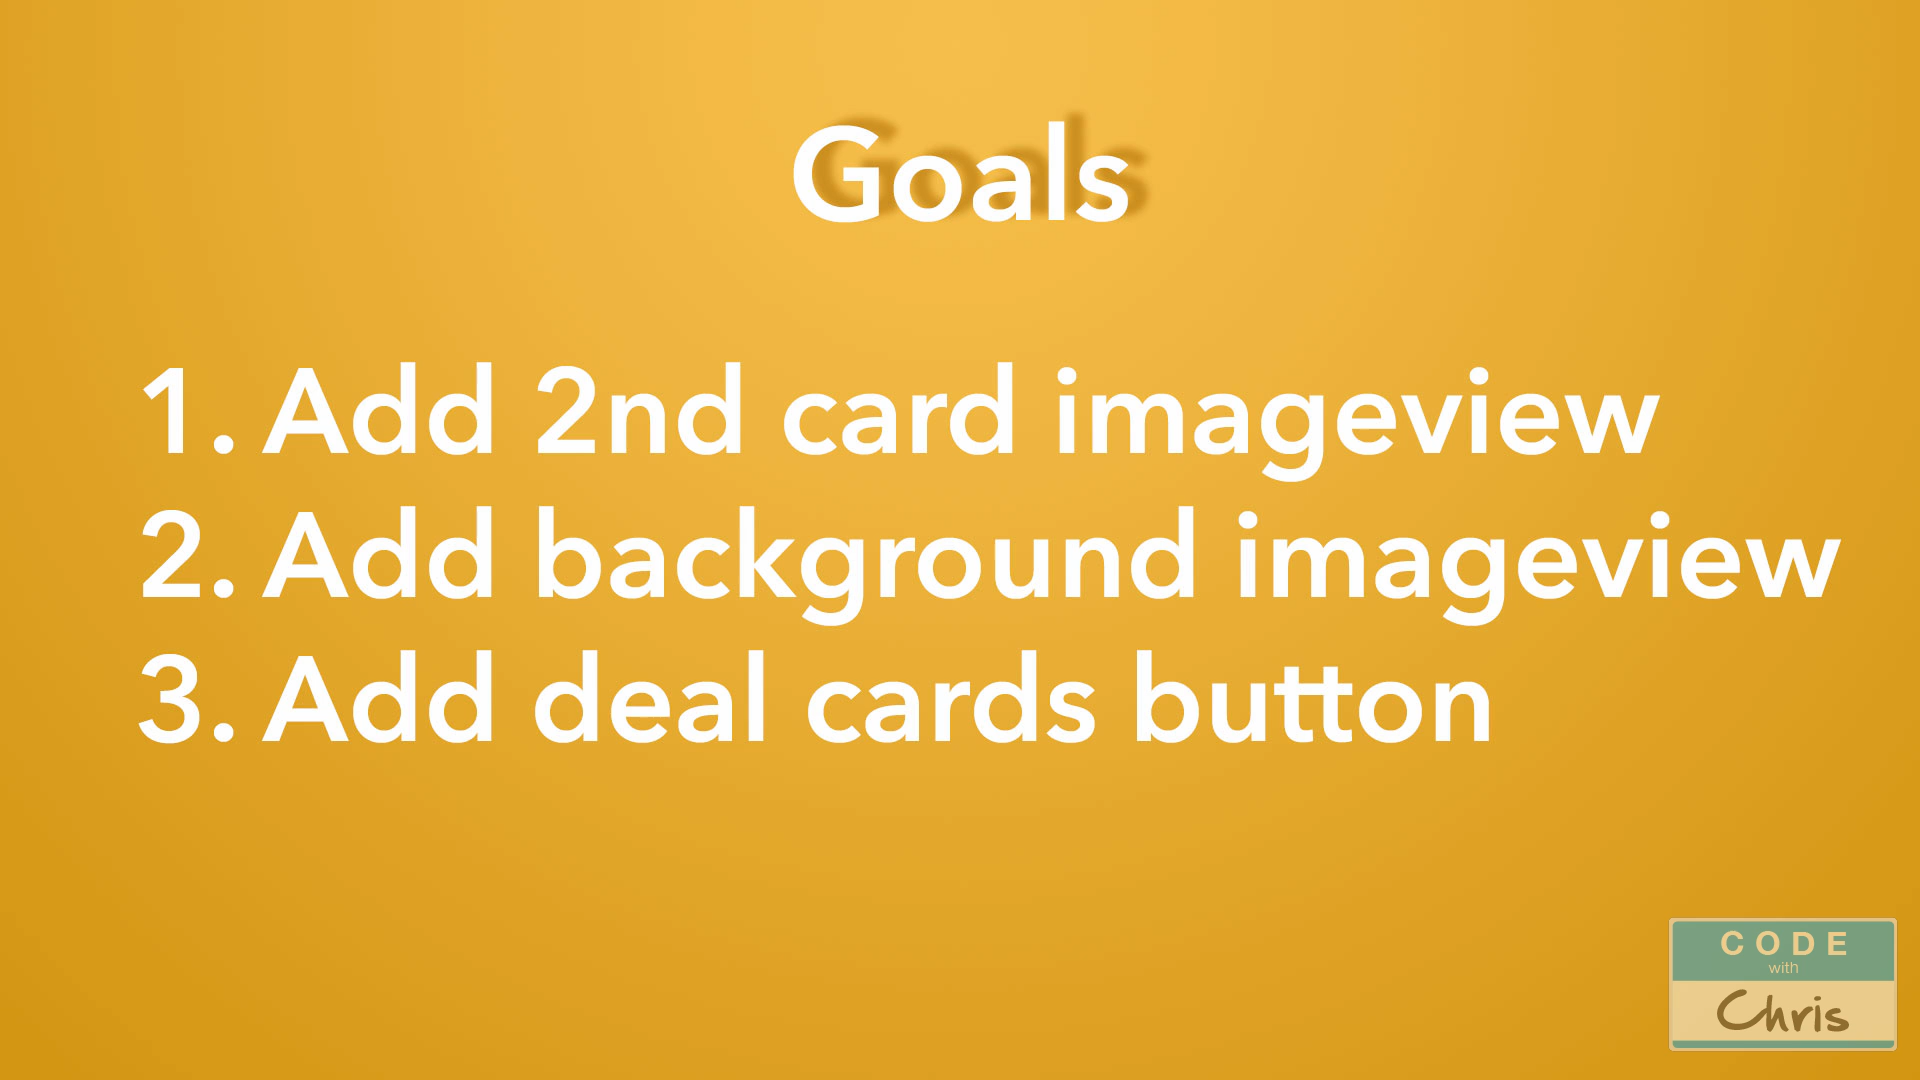 Goals
1. Add 2nd card imageview
2. Add background imageview
3. Add deal cards button
CODE
with
Chris